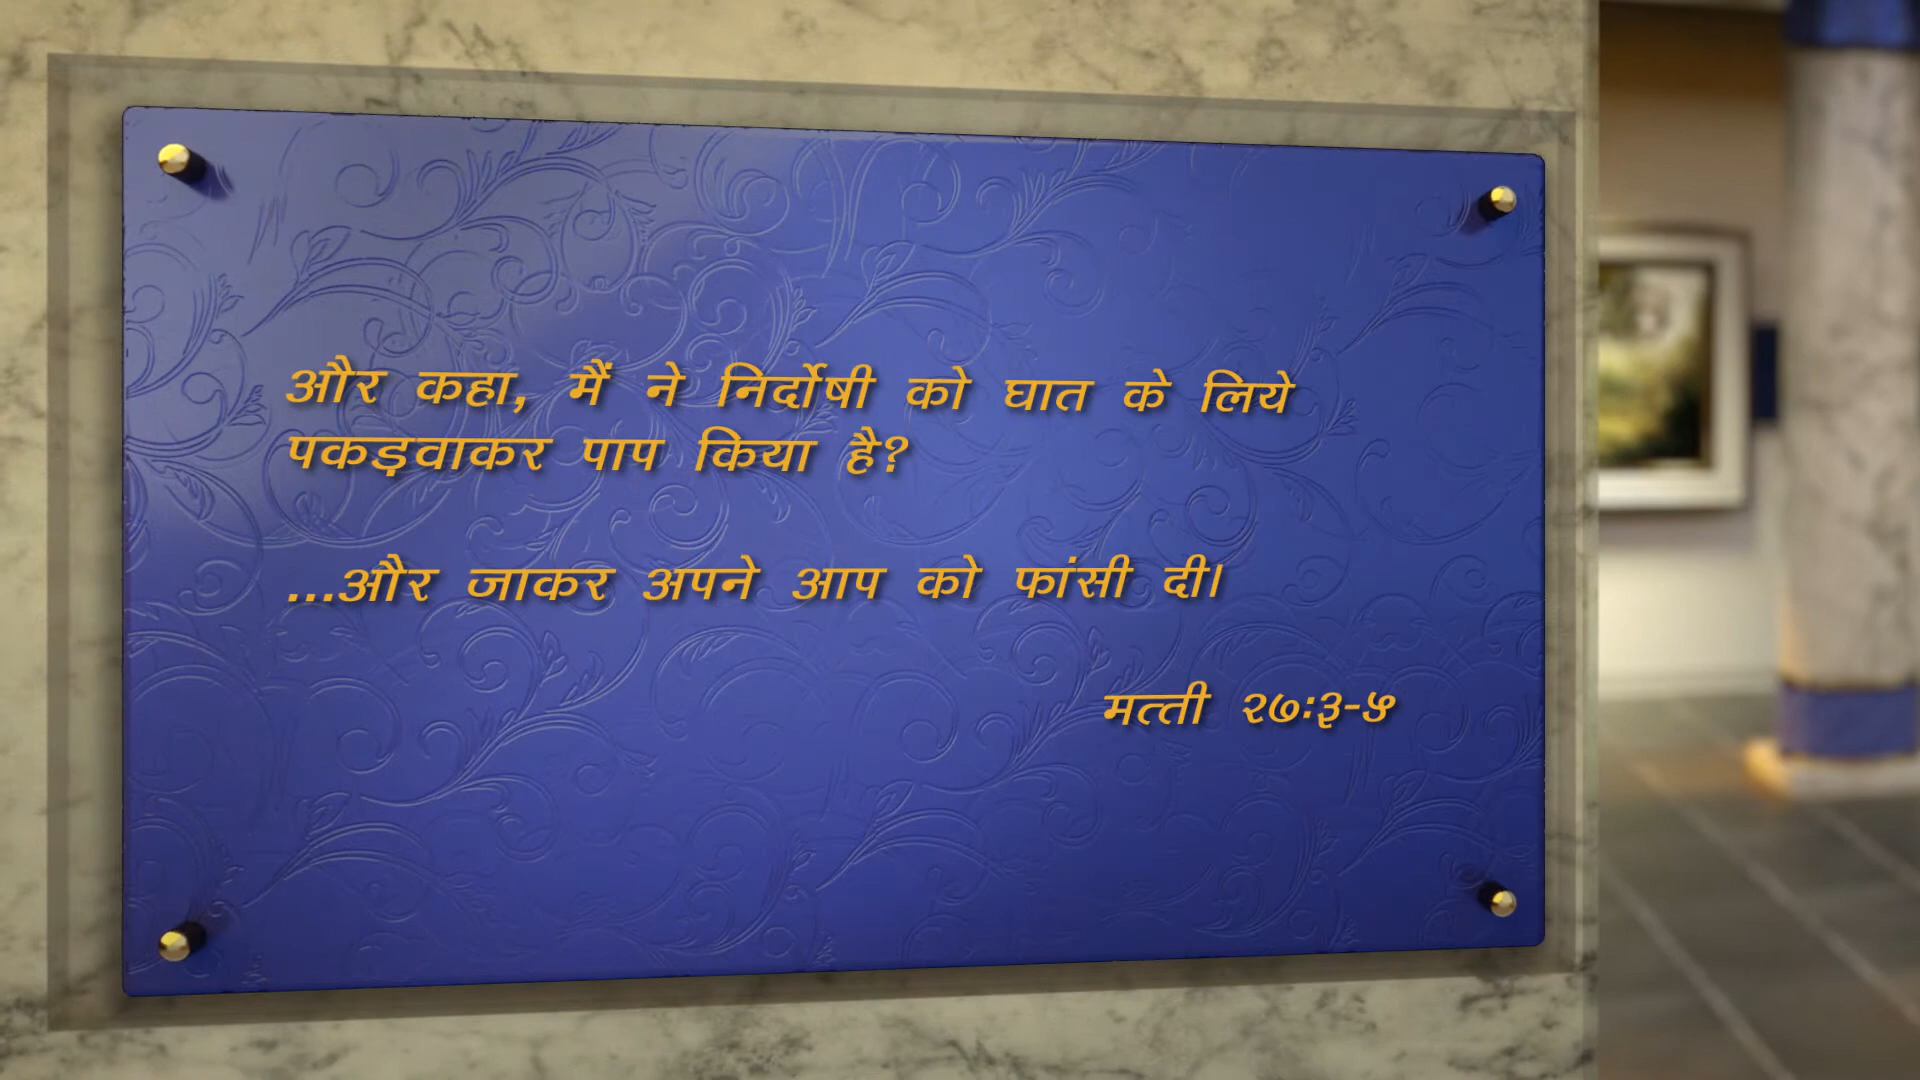 और कहा, मैं ने निर्दोषी को घात के लिये
पकड़वाकर पाप किया है?
...और जाकर अपने आप को फांसी दी।
मत्ती २७:३-५